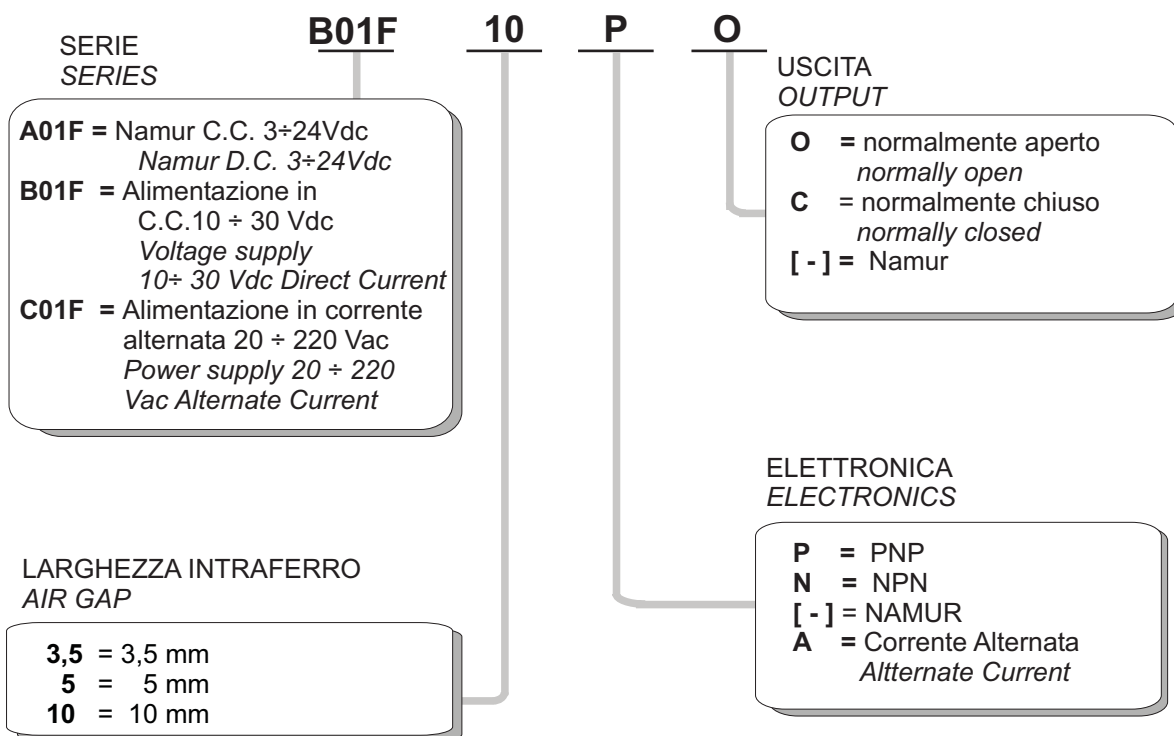 B01F 10 P O
SERIE
SERIES
A01F = Namur C.C. 3÷24Vdc
Namur D.C. 3÷24Vdc
B01F = Alimentazione in
C.C.10 ÷ 30 Vdc
Voltage supply
10÷ 30 Vdc Direct Current
C01F = Alimentazione in corrente
alternata 20 ÷ 220 Vac
Power supply 20 ÷ 220
Vac Alternate Current
USCITA
OUTPUT
O = normalmente aperto
normally open
C = normalmente chiuso
normally closed
[ - ] = Namur
LARGHEZZA INTRAFERRO
AIR GAP
3,5 = 3,5 mm
5 = 5 mm
10 = 10 mm
ELETTRONICA
ELECTRONICS
P = PNP
N = NPN
[ - ] = NAMUR
A = Corrente Alternata
Altternate Current